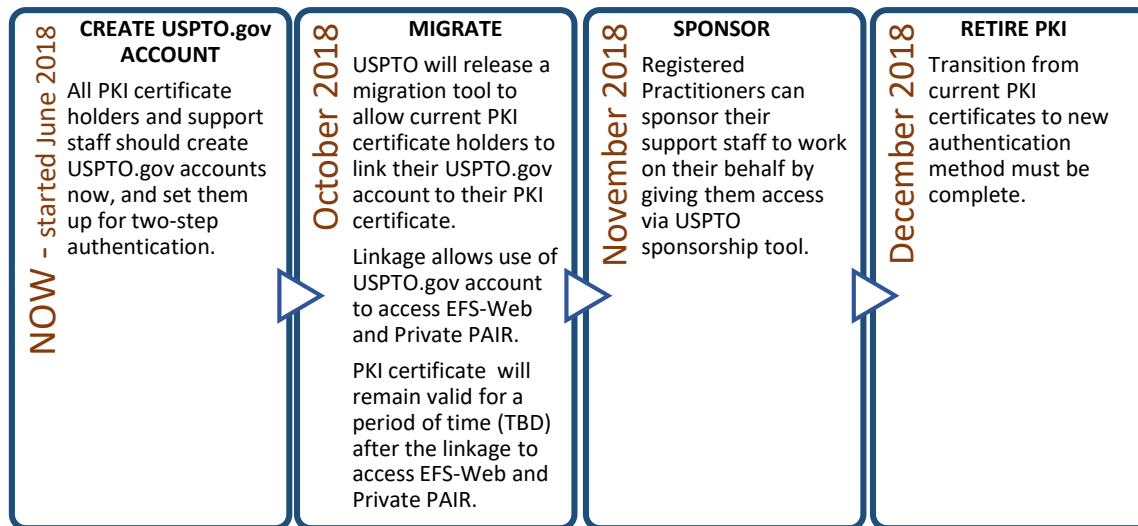 NOW - started June 2018
CREATE USPTO.gov
ACCOUNT
All PKI certificate
holders and support
staff should create
USPTO.gov accounts
now, and set them
up for two-step
authentication.
October 2018
MIGRATE
USPTO will release a
migration tool to
allow current PKI
certificate holders to
link their USPTO.gov
account to their PKI
certificate.
Linkage allows use of
USPTO.gov account
to access EFS-Web
and Private PAIR.
PKI certificate will
remain valid for a
period of time (TBD)
after the linkage to
access EFS-Web and
Private PAIR.
November 2018
SPONSOR
Registered
Practitioners can
sponsor their
support staff to work
on their behalf by
giving them access
via USPTO
sponsorship tool.
December 2018
RETIRE PKI
Transition from
current PKI
certificates to new
authentication
method must be
complete.